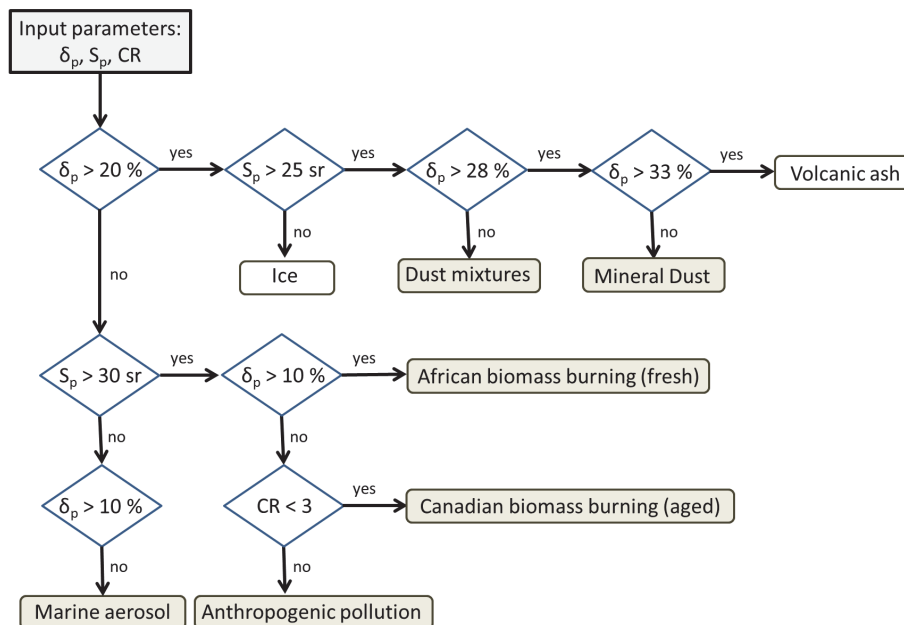 Input parameters:
δp, Sp, CR
δp > 20 %
yes
Sp > 25 sr
yes
δp > 28 %
yes
δp > 33 %
yes
Volcanic ash
no
no
no
Ice
Dust mixtures
Mineral Dust
no
Sp > 30 sr
yes
δp > 10 %
yes
African biomass burning (fresh)
no
no
δp > 10 %
CR < 3
yes
Canadian biomass burning (aged)
no
no
Marine aerosol
Anthropogenic pollution